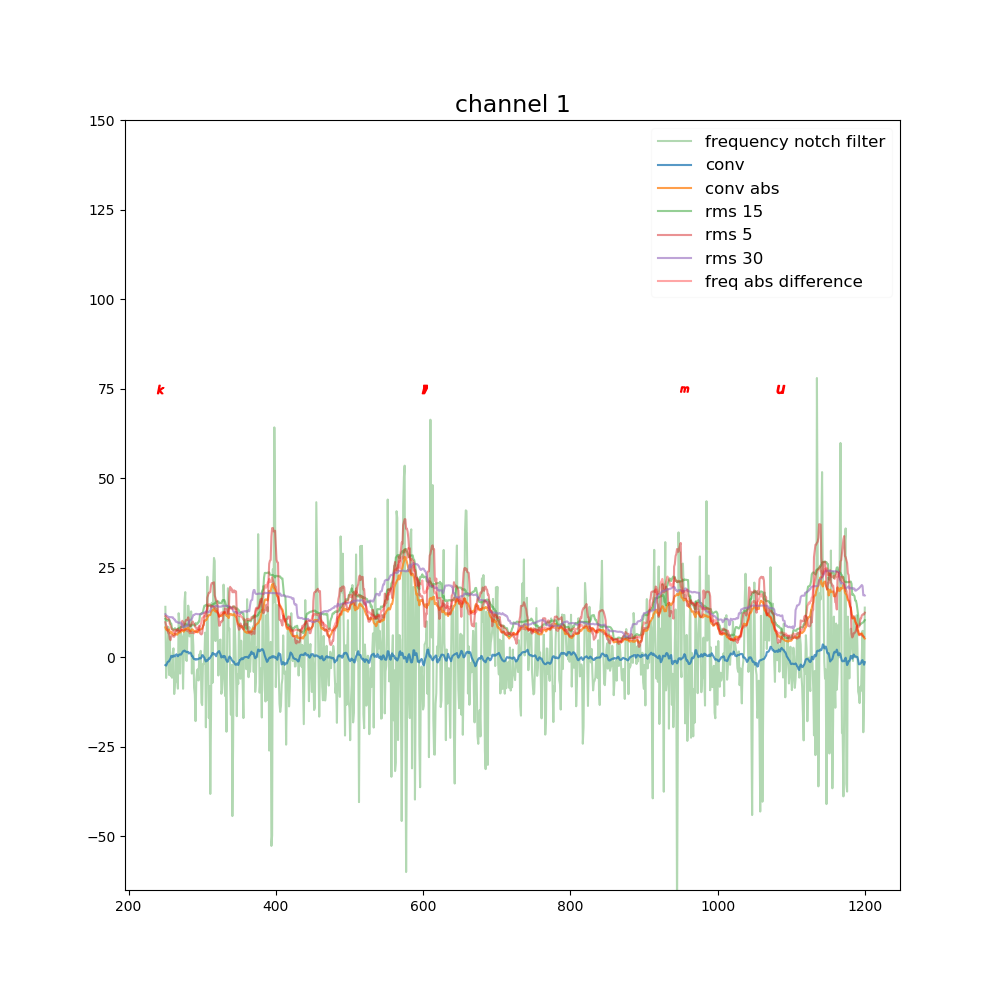 channel 1
150
125
100
75
50
25
0
−25
−50
200 400 600 800 1000 1200
frequency notch filter
conv
conv abs
rms 15
rms 5
rms 30
freq abs difference
k m u